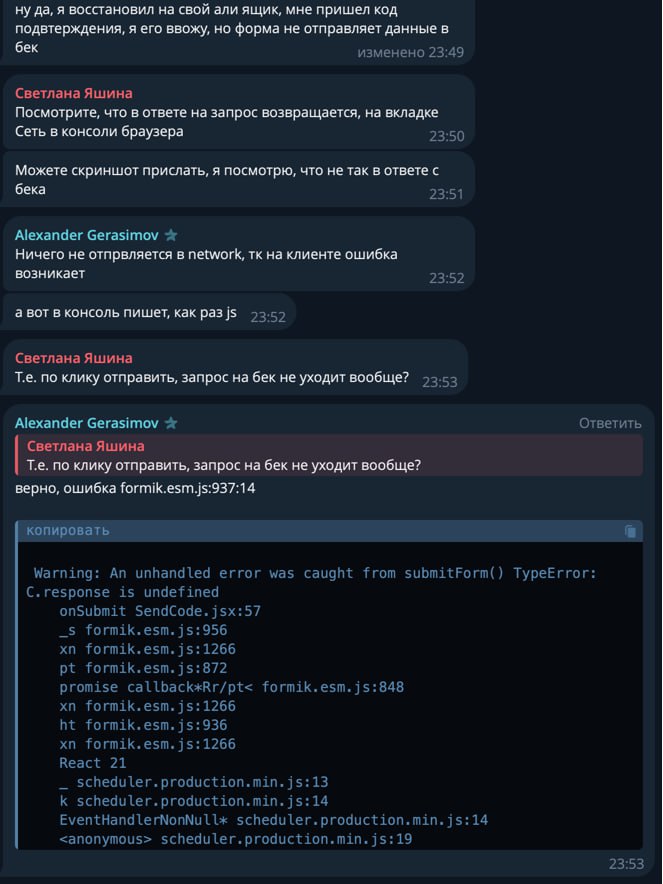 ну да, я восстановил на свой али ящик, мне пришел код
подвтерждения, я его ввожу, но форма не отправляет данные в
бек
изменено 23:49
Светлана Яшина
Посмотрите, что в ответе на запрос возвращается, на вкладке
Сеть в консоли браузера
23:50
Можете скриншот прислать, я посмотрю, что не так в ответе с
бека
23:51
Alexander Gerasimov
Ничего не отпрвляется в network, тк на клиенте ошибка
возникает
23:52
а вот в консоль пишет, как раз js 23:52
Светлана Яшина
Т.е. по клику отправить, запрос на бек не уходит вообще? 23:53
Alexander Gerasimov Ответить
Светлана Яшина
Т.е. по клику отправить, запрос на бек не уходит вообще?
верно, ошибка formik.esm.js:937:14
копировать
Warning: An unhandled error was caught from submitForm() TypeError:
C.response is undefined
onSubmit SendCode.jsx:57
_s formik.esm.js:956
xn formik.esm.js:1266
pt formik.esm.js:872
promise callback*Rr/pt< formik.esm.js:848
xn formik.esm.js:1266
ht formik.esm.js:936
xn formik.esm.js:1266
React 21
_ scheduler.production.min.js:13
k scheduler.production.min.js:14
EventHandlerNonNull* scheduler.production.min.js:14
<anonymous> scheduler.production.min.js:19
23:53